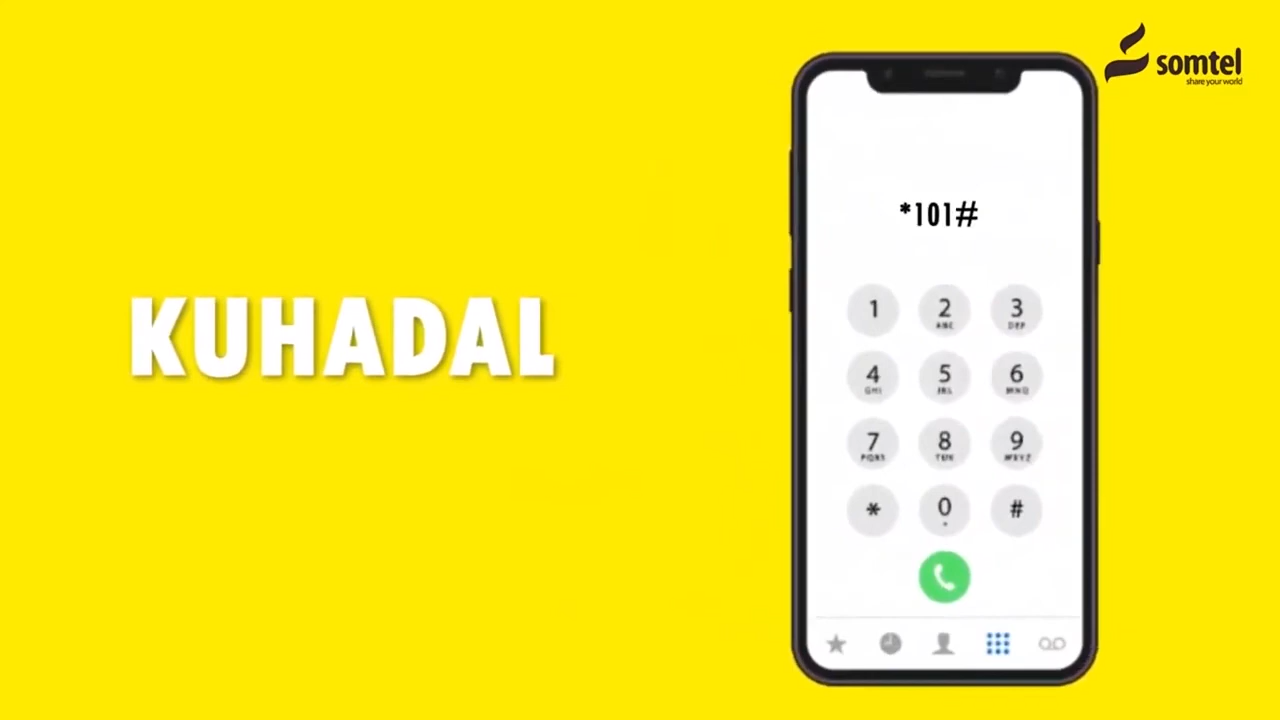 somtel
share your world
*101#
KUHADAL
1
2
ABC
3
DEF
4
GHI
5
JKL
6
MNO
7
PQRS
8
TUV
9
WXYZ
*
0
#